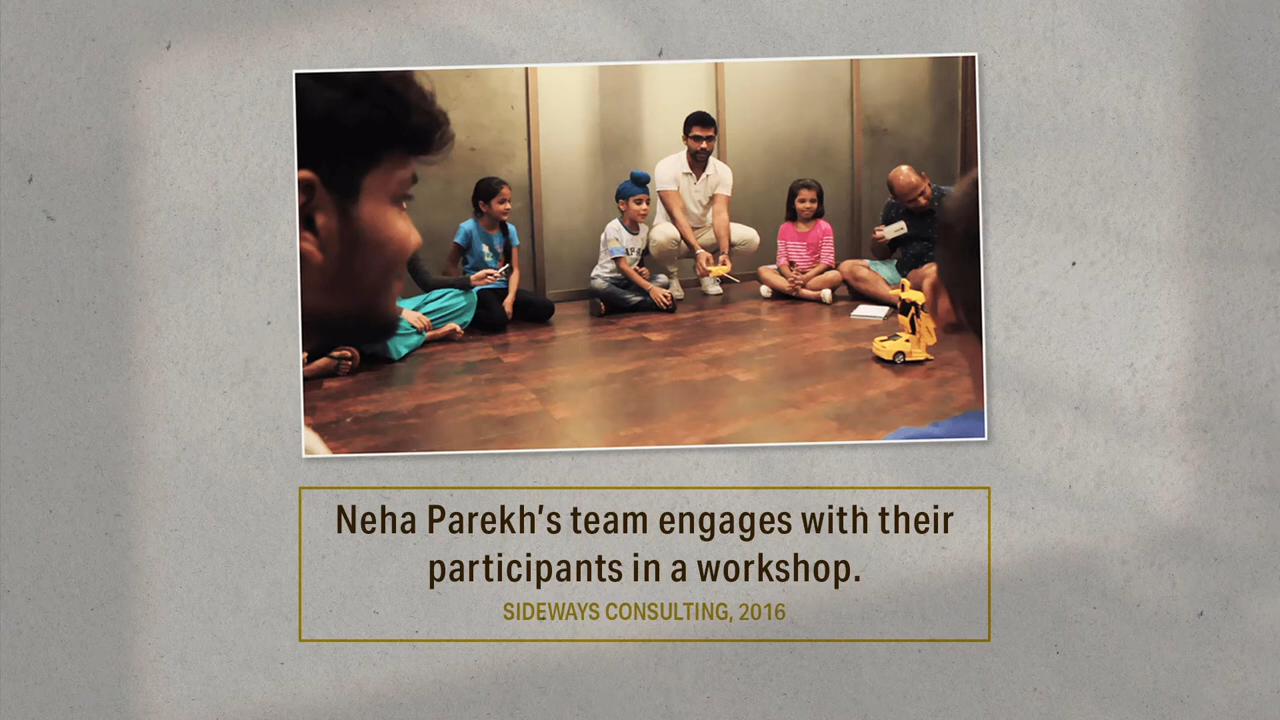 Neha Parekh’s team engages with their
participants in a workshop.
SIDEWAYS CONSULTING, 2016